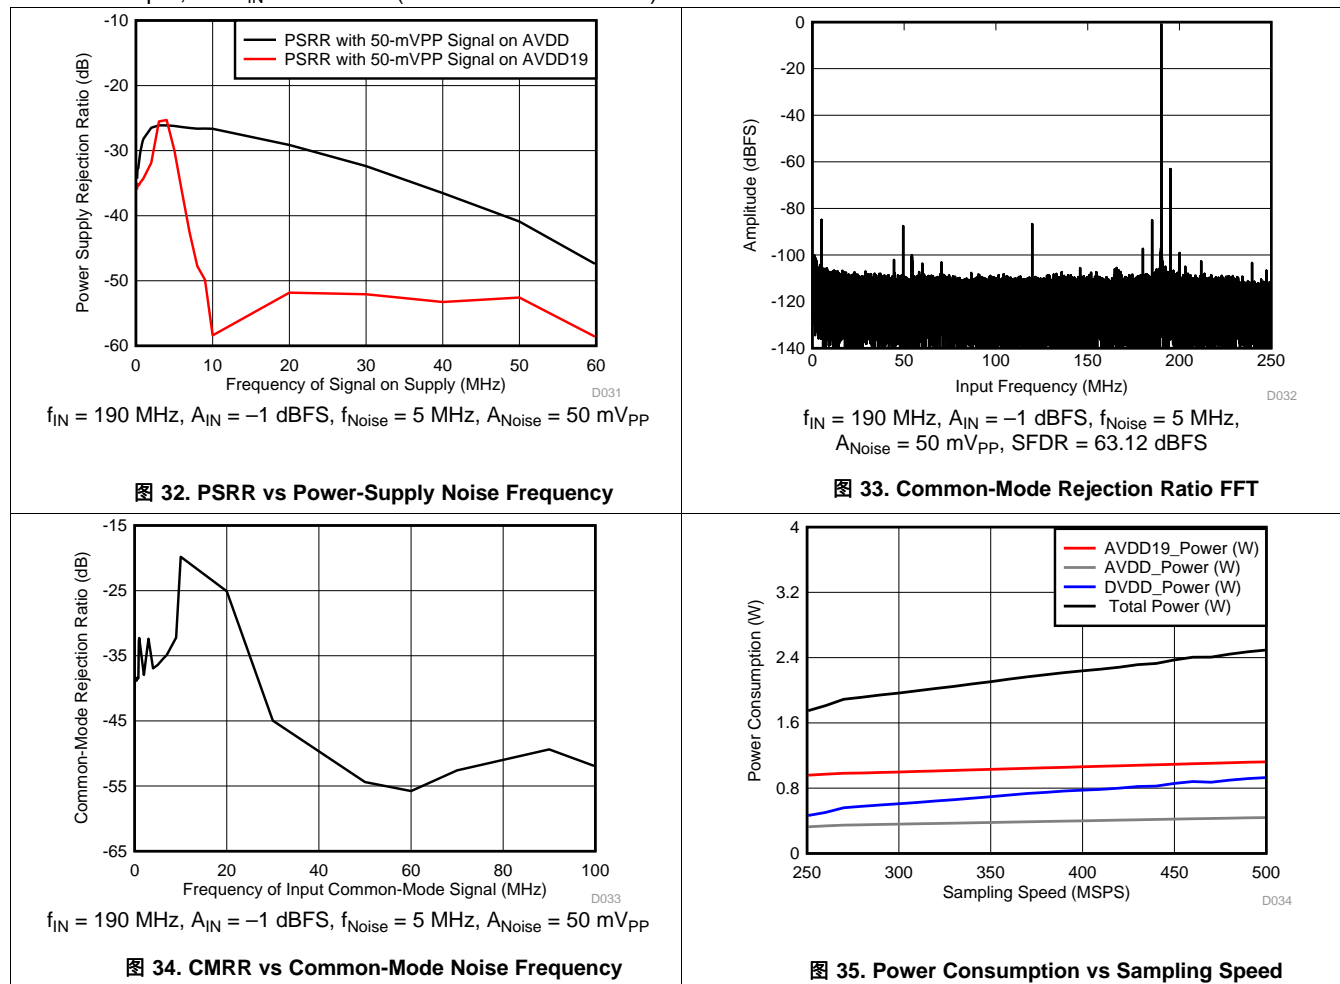 -10
-20
-30
-40
-50
-60
Power Supply Rejection Ratio (dB)
PSRR with 50-mVPP Signal on AVDD
PSRR with 50-mVPP Signal on AVDD19
0 10 20 30 40 50 60
Frequency of Signal on Supply (MHz)
D031
fIN = 190 MHz, AIN = –1 dBFS, fNoise = 5 MHz, ANoise = 50 mVPP
图 32. PSRR vs Power-Supply Noise Frequency
0
-20
-40
-60
-80
-100
-120
-140
Amplitude (dBFS)
0 50 100 150 200 250
Input Frequency (MHz)
D032
fIN = 190 MHz, AIN = –1 dBFS, fNoise = 5 MHz,
ANoise = 50 mVPP, SFDR = 63.12 dBFS
图 33. Common-Mode Rejection Ratio FFT
-15
-25
-35
-45
-55
-65
Common-Mode Rejection Ratio (dB)
0 20 40 60 80 100
Frequency of Input Common-Mode Signal (MHz)
D033
fIN = 190 MHz, AIN = –1 dBFS, fNoise = 5 MHz, ANoise = 50 mVPP
图 34. CMRR vs Common-Mode Noise Frequency
4
3.2
2.4
1.6
0.8
0
Power Consumption (W)
AVDD19_Power (W)
AVDD_Power (W)
DVDD_Power (W)
Total Power (W)
250 300 350 400 450 500
Sampling Speed (MSPS)
D034
图 35. Power Consumption vs Sampling Speed